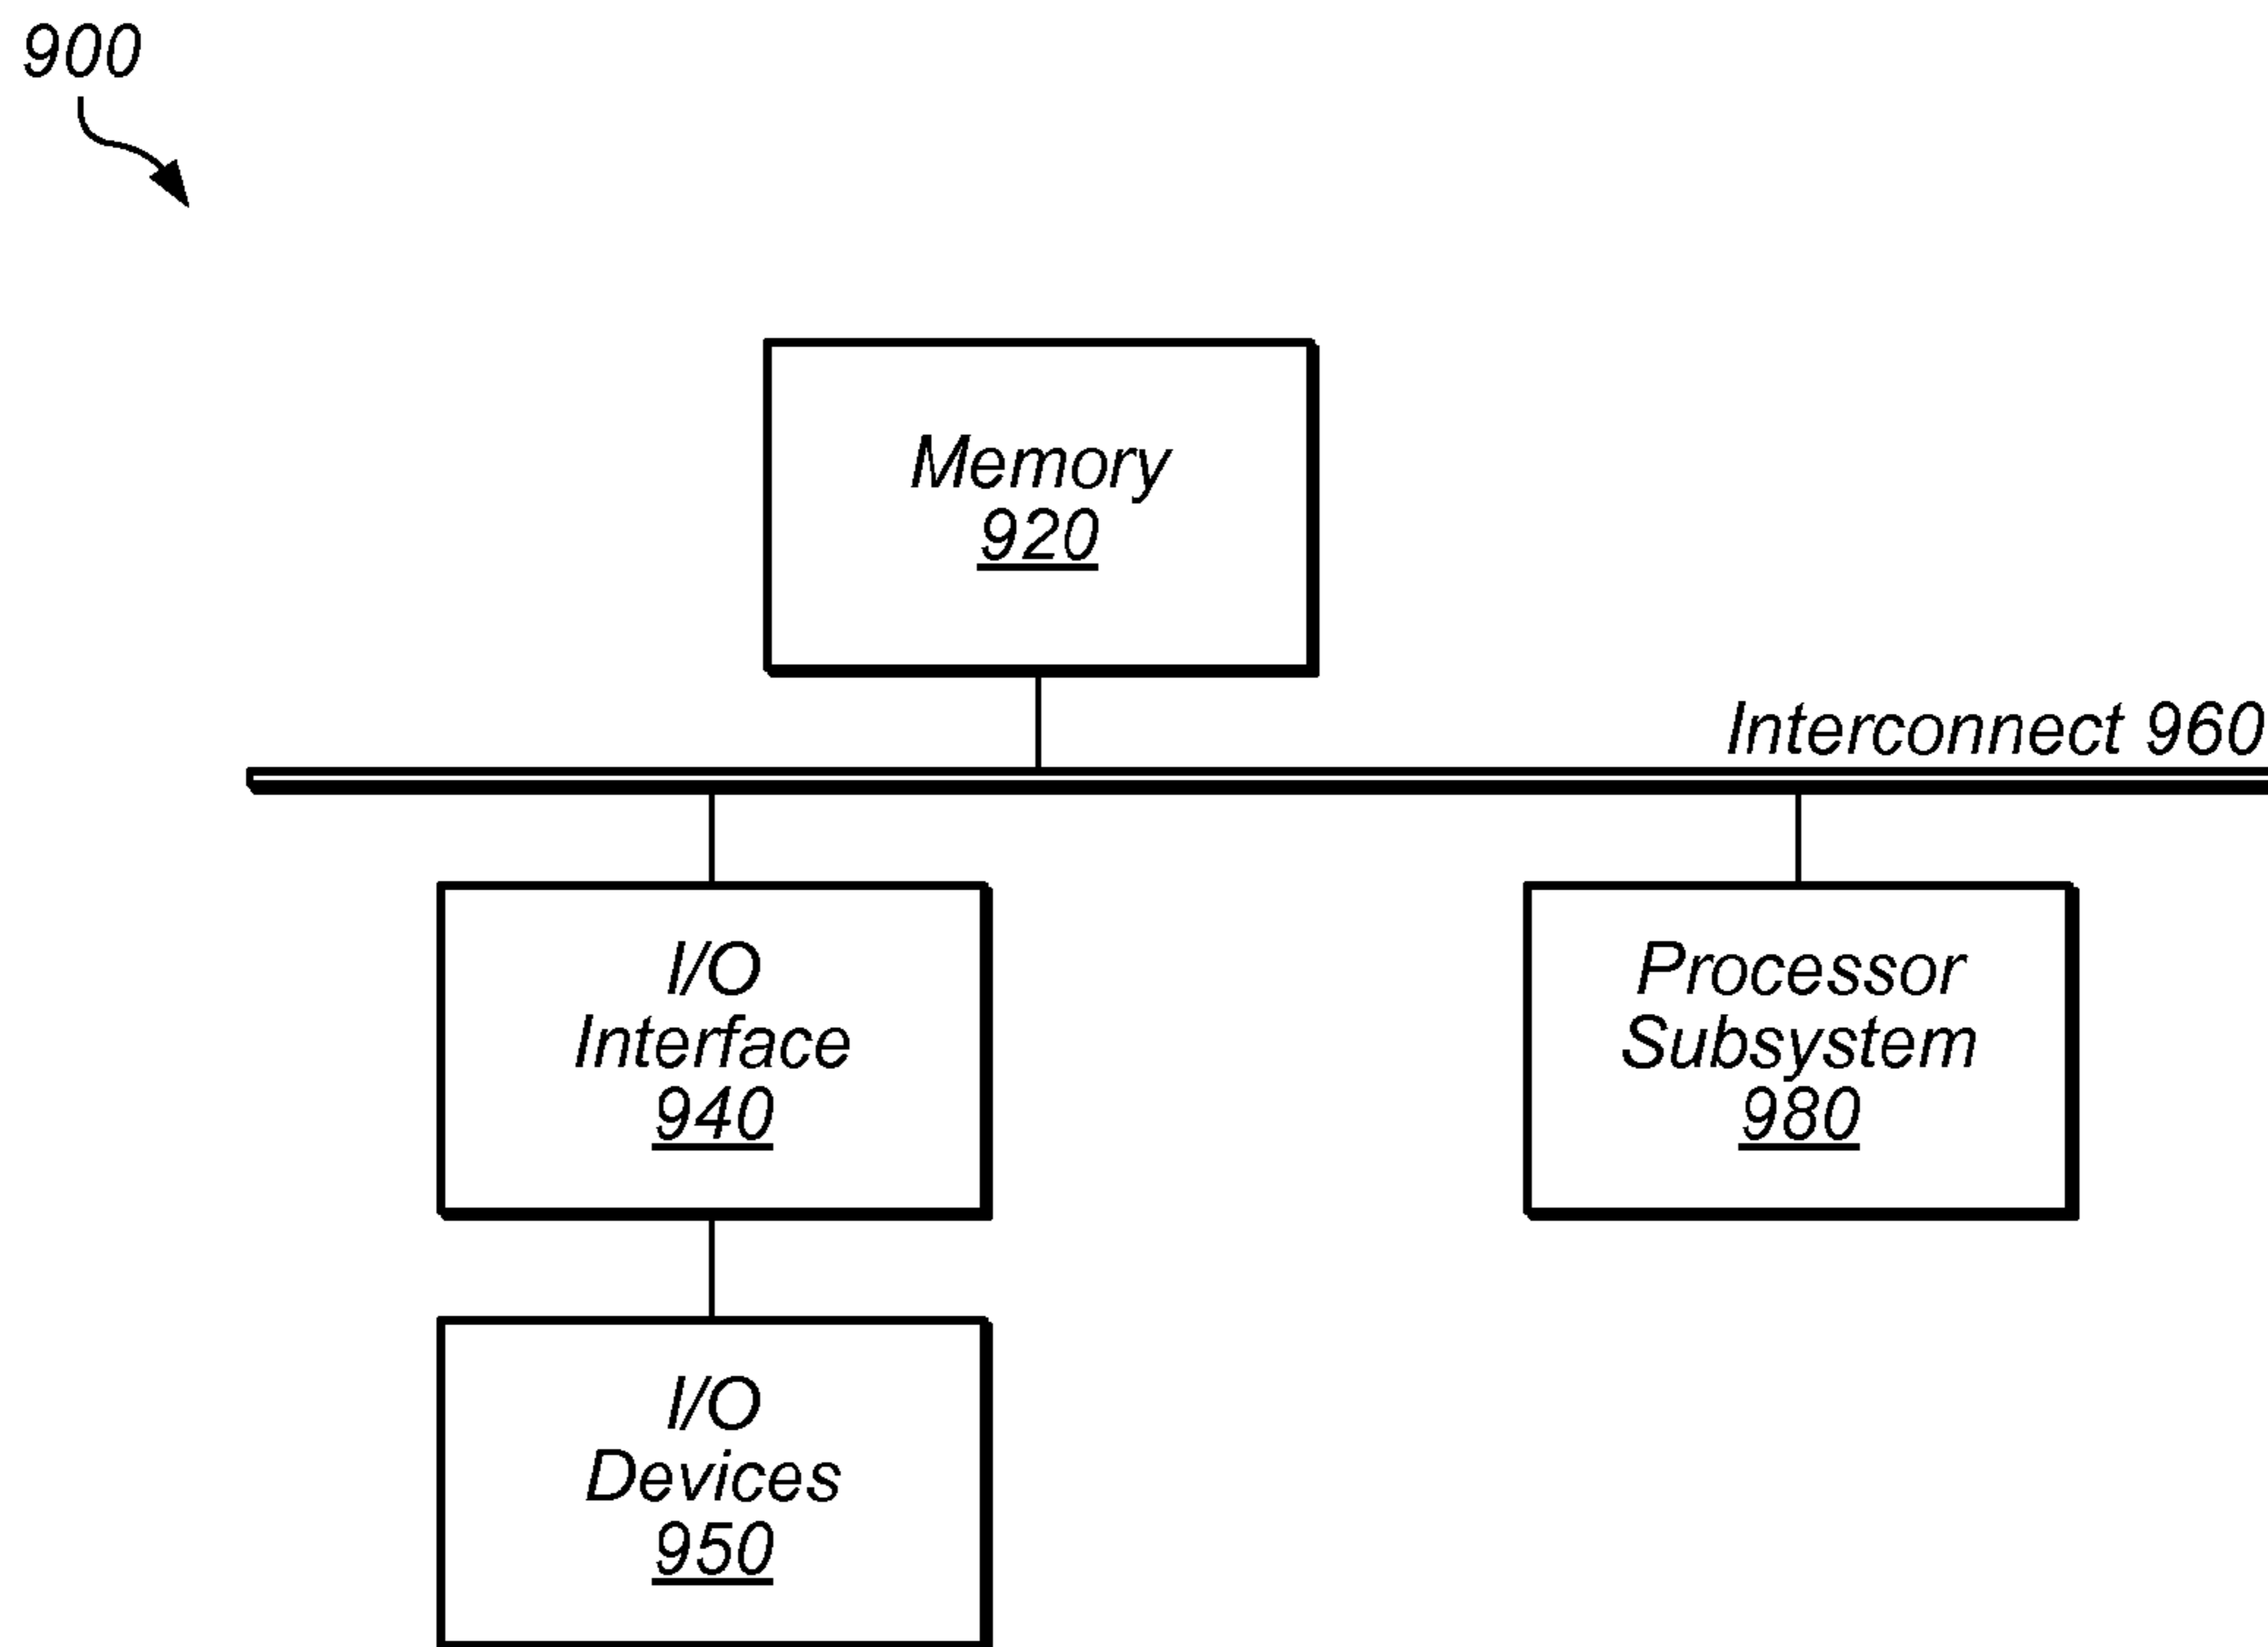 900
Memory
920
Interconnect 960
I/O
Interface
940
Processor
Subsystem
980
I/O
Devices
950